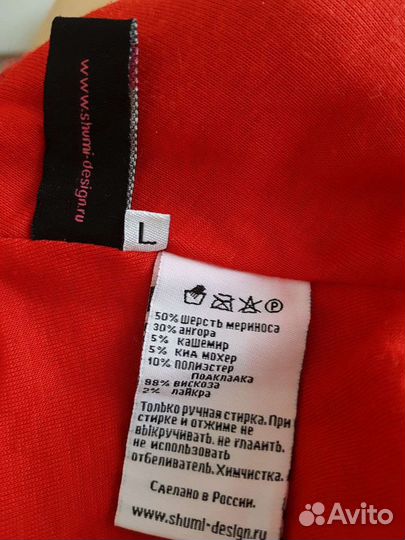 www.shumi-design.ru
L
P
50% шерсть мериноса
30% ангора
5% кашемир
5% кид мохер
10% полиэстер
Подкладка
98% вискоза
2% лайкра
Только ручная стирка. При
стирке и отжиме не
выкручивать. не гладить.
не использовать
отбеливатель. Химчистка.
Сделано в России.
www.shumi-design.ru
Avito